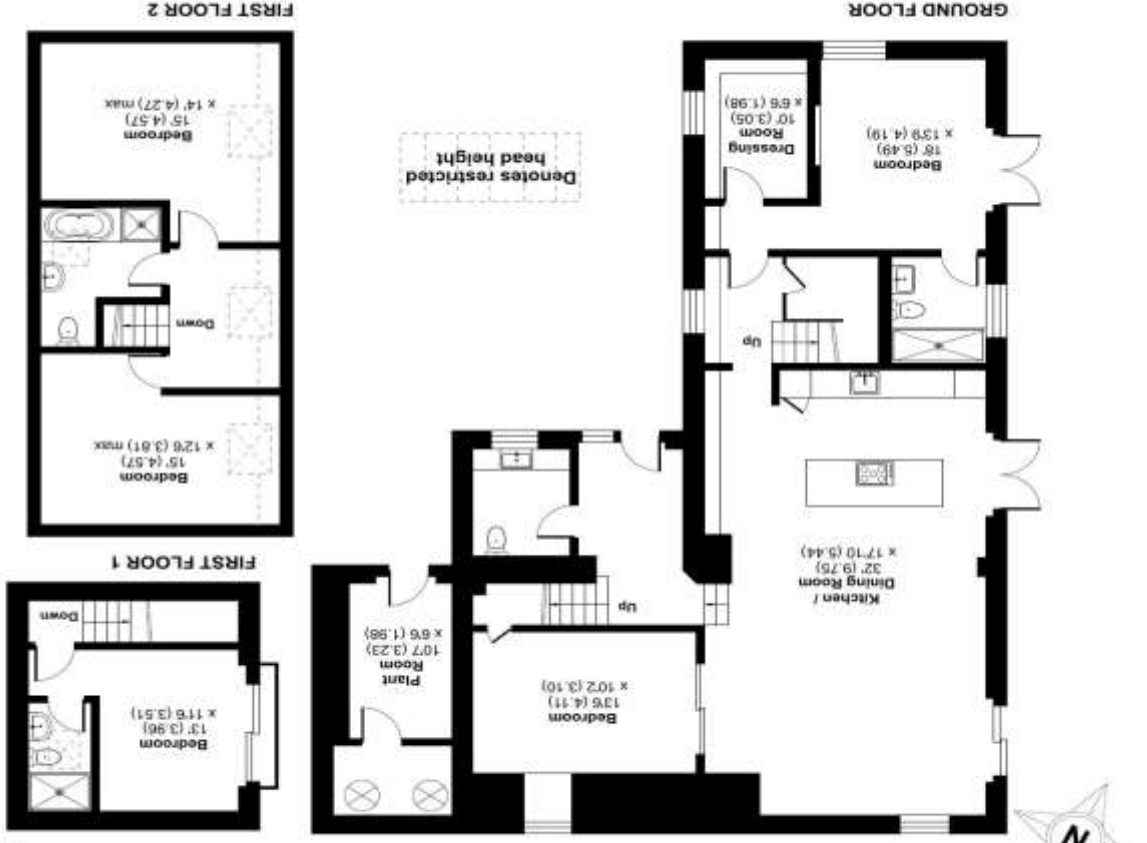 N
Bedroom
13'6 (4.11)
x 10'2 (3.10)
Plant
Room
10'7 (3.23)
x 6'6 (1.98)
Up
Kitchen /
Dining Room
32' (9.75)
x 17'10 (5.44)
Up
Bedroom
18' (5.49)
x 13'9 (4.19)
Dressing
Room
10' (3.05)
x 6'6 (1.98)
GROUND FLOOR
Denotes restricted
head height
Bedroom
13' (3.96)
x 11'6 (3.51)
Down
FIRST FLOOR 1
Bedroom
15' (4.57)
x 12'6 (3.81) max
Down
Bedroom
15' (4.57)
x 14' (4.27) max
FIRST FLOOR 2